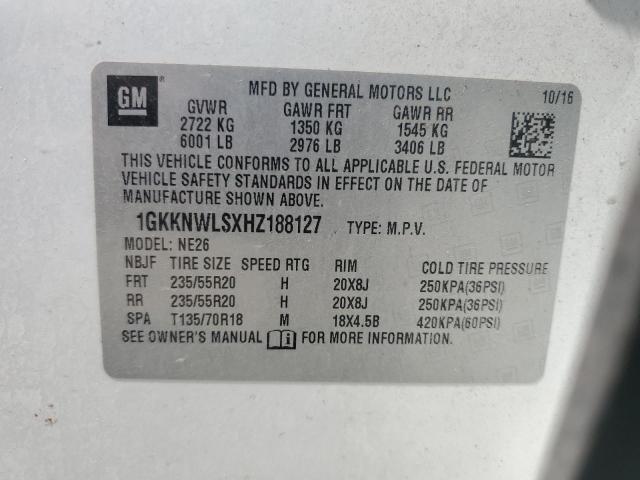 GM
®
MFD BY GENERAL MOTORS LLC
10/16
GVWR GAWR FRT GAWR RR
2722 KG 1350 KG 1545 KG
6001 LB 2976 LB 3406 LB
THIS VEHICLE CONFORMS TO ALL APPLICABLE U.S. FEDERAL MOTOR
VEHICLE SAFETY STANDARDS IN EFFECT ON THE DATE OF
MANUFACTURE SHOWN ABOVE.
1GKKNWLSXHZ188127 TYPE: M.P.V.
MODEL: NE26
NBJF TIRE SIZE SPEED RTG RIM COLD TIRE PRESSURE
FRT 235/55R20 H 20X8J 250KPA(36PSI)
RR 235/55R20 H 20X8J 250KPA(36PSI)
SPA T135/70R18 M 18X4.5B 420KPA(60PSI)
SEE OWNER'S MANUAL i FOR MORE INFORMATION.